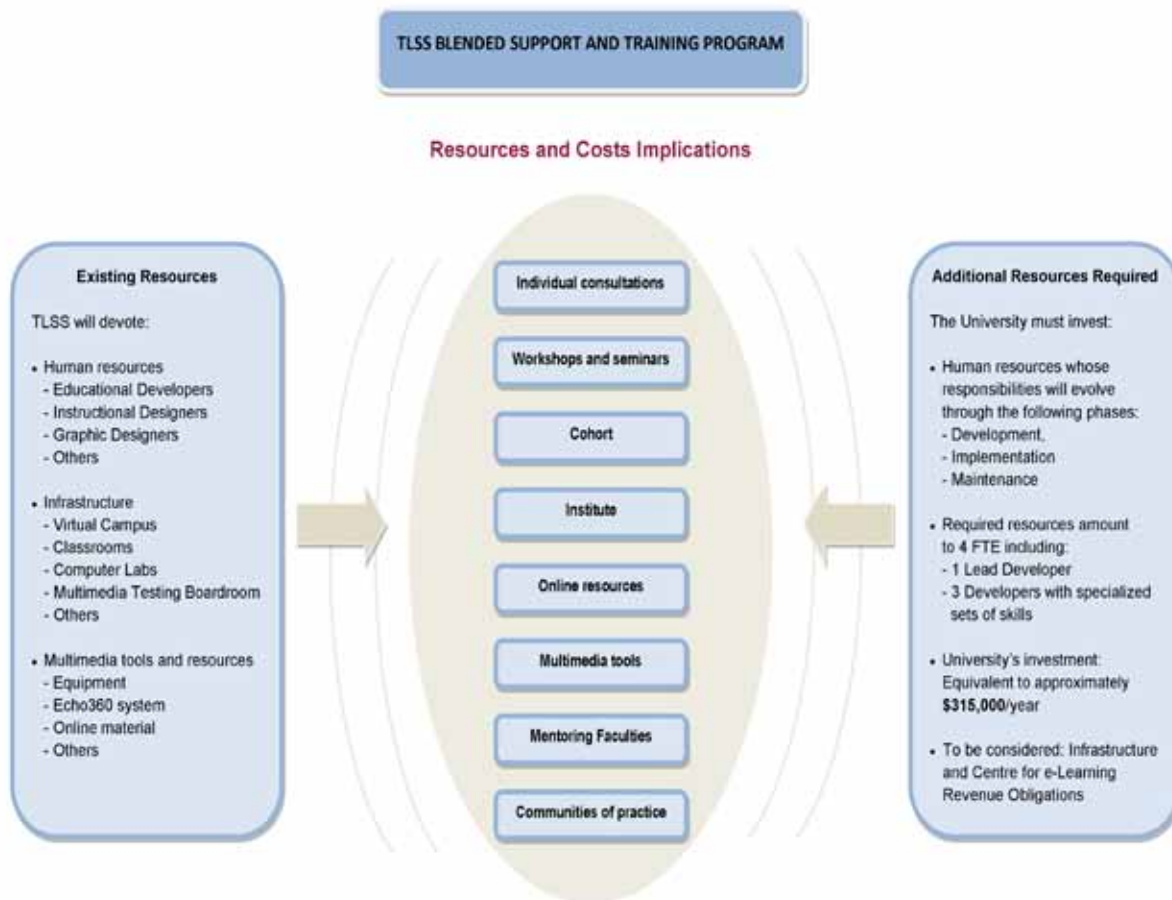 TLSS BLENDED SUPPORT AND TRAINING PROGRAM
Resources and Costs Implications
Existing Resources
TLSS will devote:
• Human resources
- Educational Developers
- Instructional Designers
- Graphic Designers
- Others
• Infrastructure
- Virtual Campus
- Classrooms
- Computer Labs
- Multimedia Testing Boardroom
- Others
• Multimedia tools and resources
- Equipment
- Echo360 system
- Online material
- Others
Individual consultations
Workshops and seminars
Cohort
Institute
Online resources
Multimedia tools
Mentoring Faculties
Communities of practice
Additional Resources Required
The University must invest:
• Human resources whose
responsibilities will evolve
through the following phases:
- Development,
- Implementation
- Maintenance
• Required resources amount
to 4 FTE including:
- 1 Lead Developer
- 3 Developers with specialized
sets of skills
• University's investment:
Equivalent to approximately
$315,000/year
• To be considered: Infrastructure
and Centre for e-Learning
Revenue Obligations